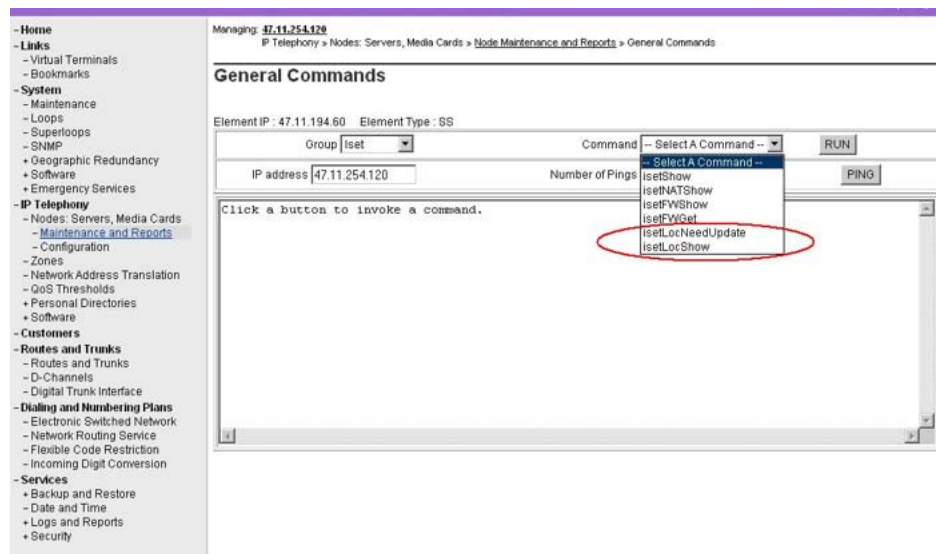 Managing: 47.11.254.120
IP Telephony » Nodes: Servers, Media Cards » Node Maintenance and Reports » General Commands
General Commands
Element IP : 47.11.194.60 Element Type : SS
Group Iset Command -- Select A Command -- RUN
IP address 47.11.254.120 Number of Pings PING
-- Select A Command --
isetShow
isetNATShow
isetFWShow
isetFWGet
isetLocNeedUpdate
isetLocShow
Click a button to invoke a command.
- Home
- Links
- Virtual Terminals
- Bookmarks
- System
- Maintenance
- Loops
- Superloops
- SNMP
+ Geographic Redundancy
+ Software
+ Emergency Services
- IP Telephony
- Nodes: Servers, Media Cards
- Maintenance and Reports
- Configuration
- Zones
- Network Address Translation
- QoS Thresholds
+ Personal Directories
+ Software
- Customers
- Routes and Trunks
- Routes and Trunks
- D-Channels
- Digital Trunk Interface
- Dialing and Numbering Plans
- Electronic Switched Network
- Network Routing Service
- Flexible Code Restriction
- Incoming Digit Conversion
- Services
+ Backup and Restore
- Date and Time
+ Logs and Reports
+ Security